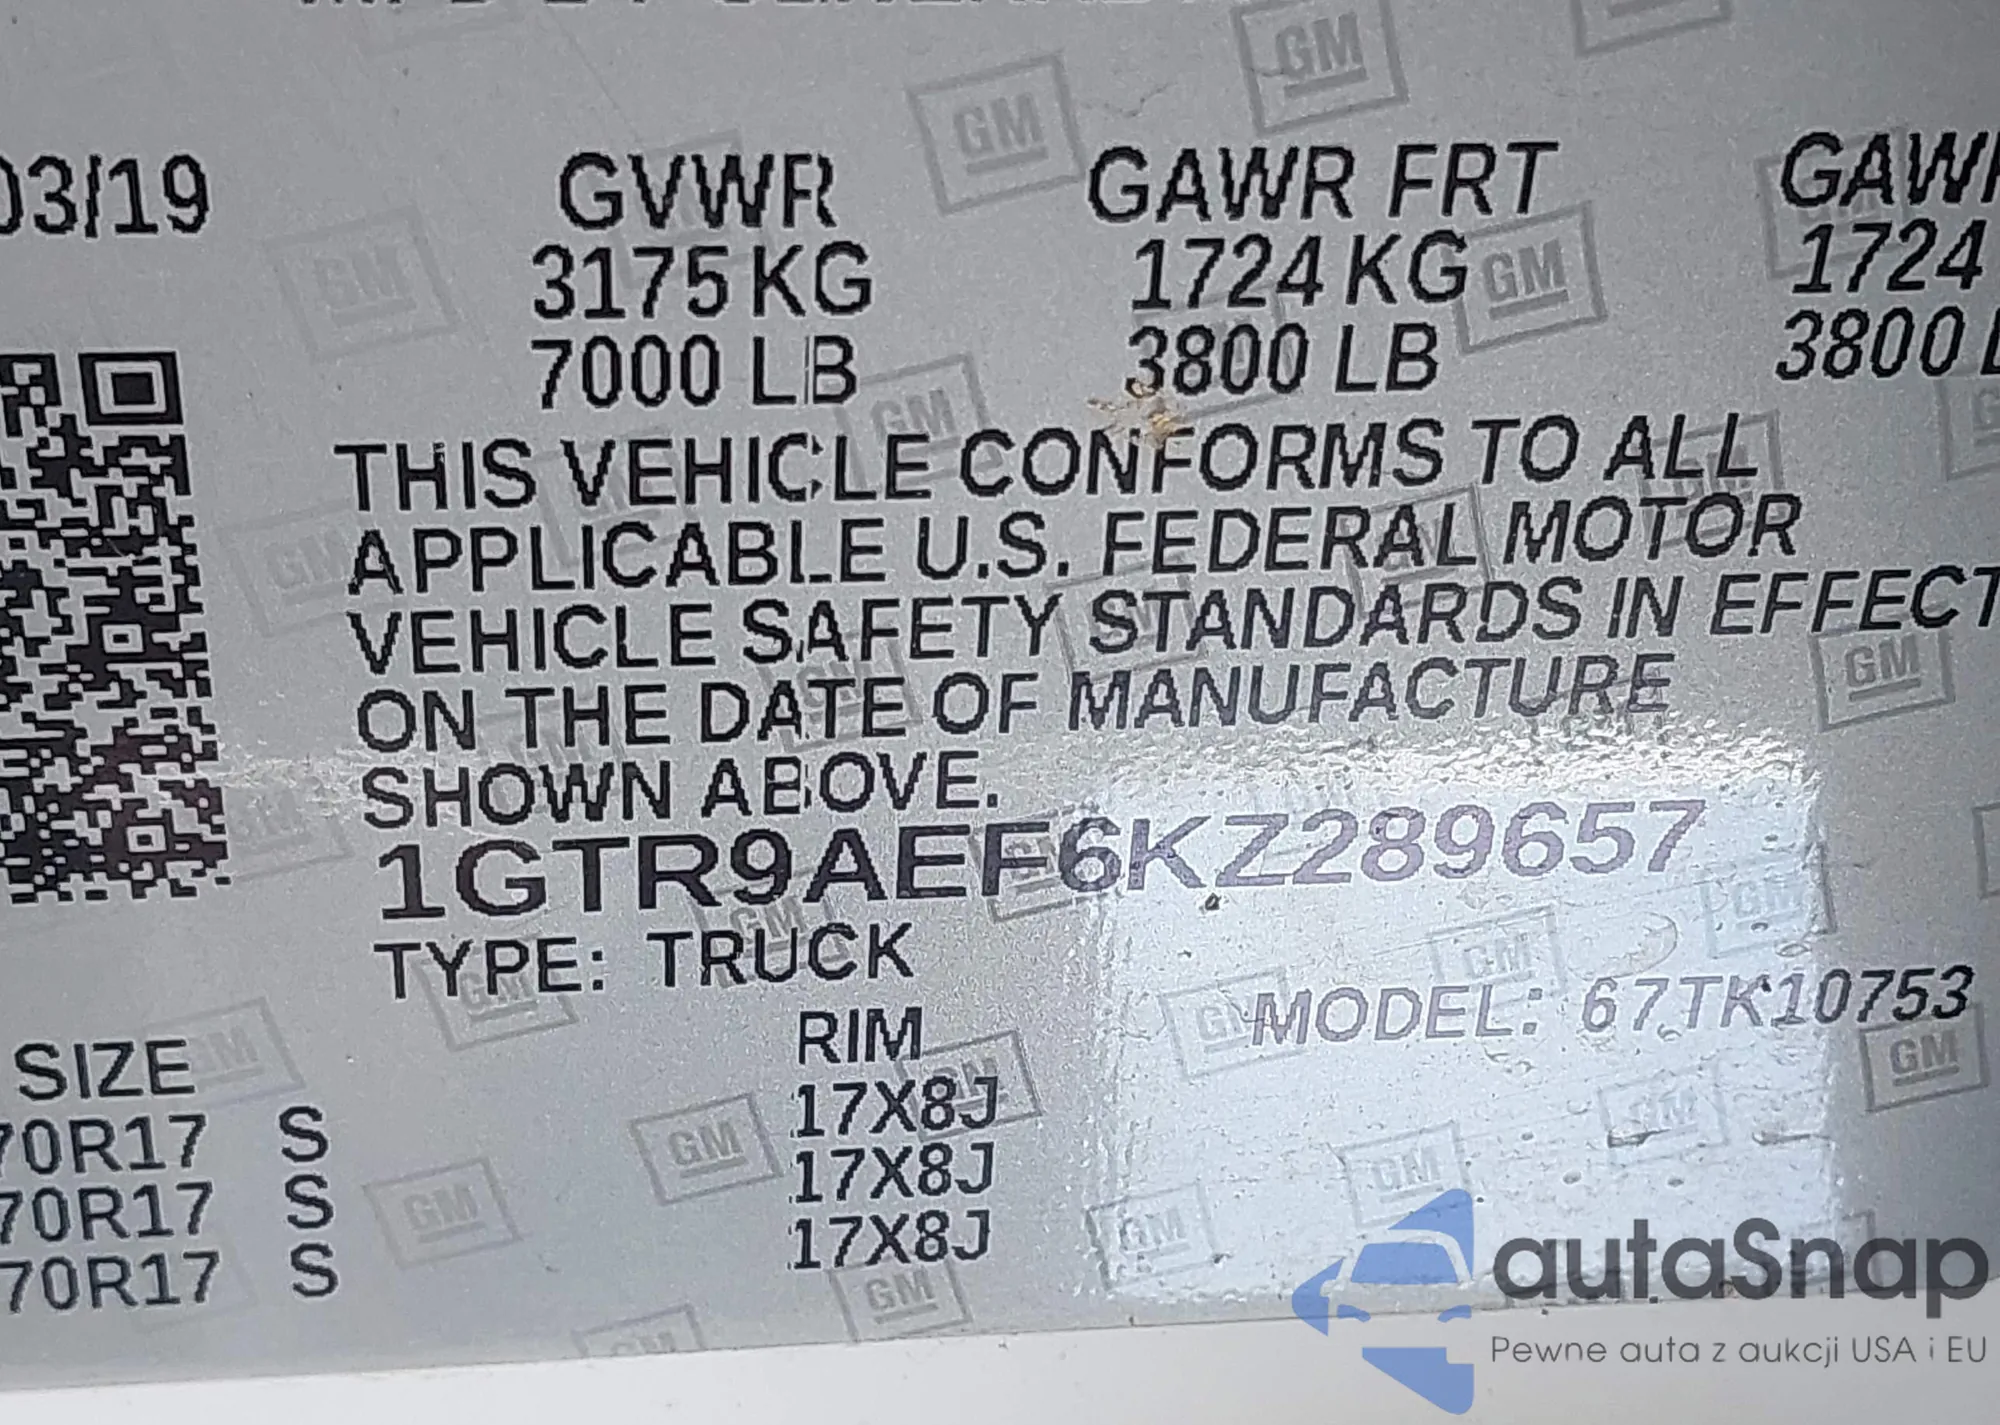 03/19 GVWR GAWR FRT GAWR
3175 KG 1724 KG 1724
7000 LB 3800 LB 3800 L
THIS VEHICLE CONFORMS TO ALL
APPLICABLE U.S. FEDERAL MOTOR
VEHICLE SAFETY STANDARDS IN EFFECT
ON THE DATE OF MANUFACTURE
SHOWN ABOVE.
1GTR9AEF6KZ289657
TYPE: TRUCK
MODEL: 67TK10753
SIZE RIM
70R17 S 17X8J
70R17 S 17X8J
70R17 S 17X8J
GM
autaSnap
Pewne auta z aukcji USA i EU